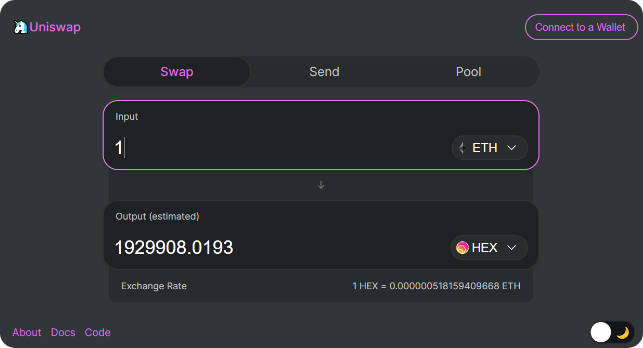 Uniswap
Connect to a Wallet
Swap
Send
Pool
Input
1
ETH
Output (estimated)
1929908.0193
HEX
Exchange Rate
1 HEX = 0.000000518159409668 ETH
About
Docs
Code